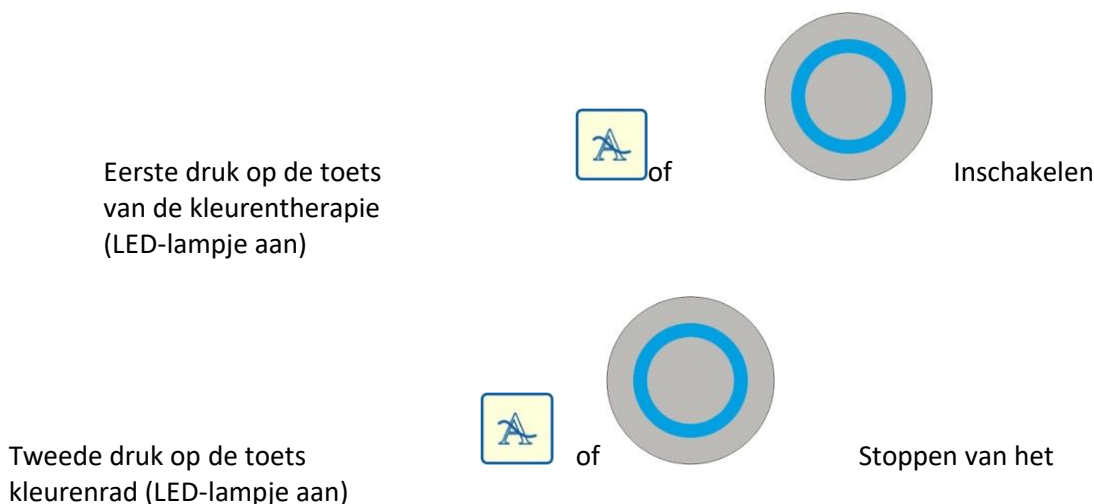 Eerste druk op de toets of Inschakelen
van de kleurentherapie
(LED-lampje aan)
Tweede druk op de toets of Stoppen van het
kleurenrad (LED-lampje aan)